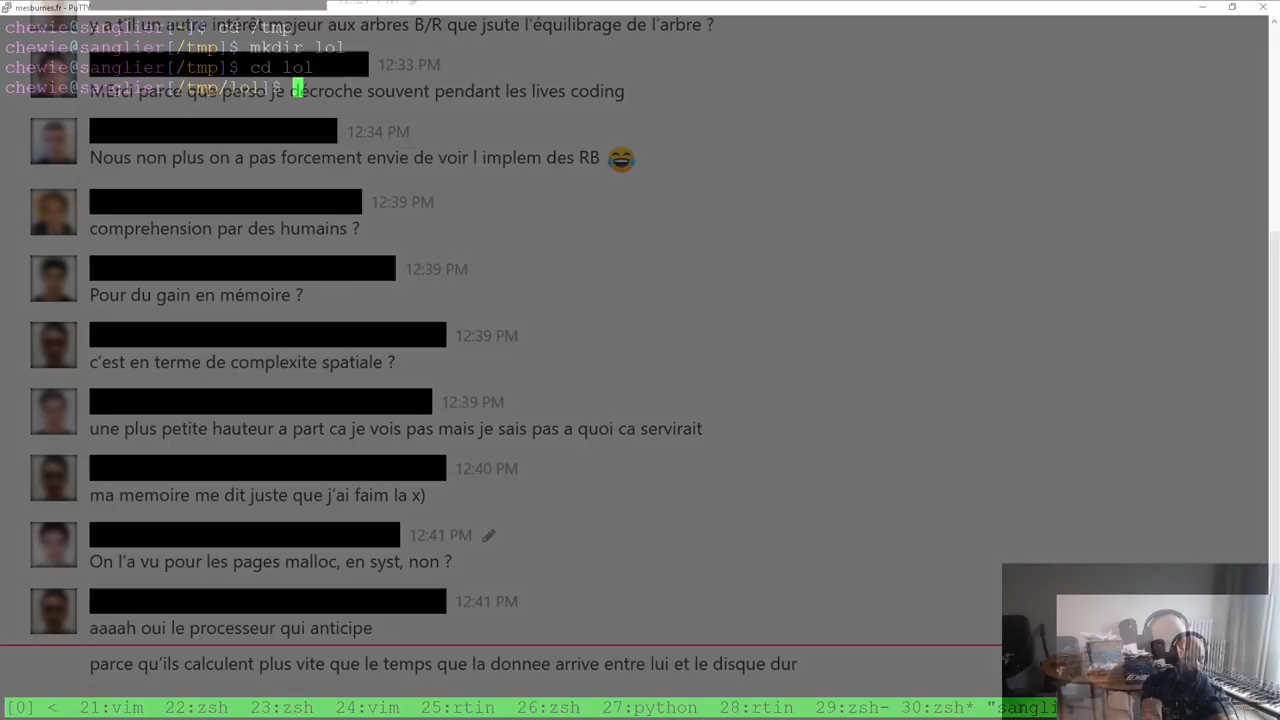 mesburnes.fr - PuTTY
y a t'il un autre intérêt majeur aux arbres B/R que jsute l'équilibrage de l'arbre ?
chewie@sanglier[~]$ cd /tmp
chewie@sanglier[/tmp]$ mkdir lol
12:33 PM
chewie@sanglier[/tmp]$ cd lol
chewie@sanglier[/tmp/lol]$
MErci parce que perso je décroche souvent pendant les lives coding
12:34 PM
Nous non plus on a pas forcement envie de voir l implem des RB 😂
12:39 PM
comprehension par des humains ?
12:39 PM
Pour du gain en mémoire ?
12:39 PM
c'est en terme de complexite spatiale ?
12:39 PM
une plus petite hauteur a part ca je vois pas mais je sais pas a quoi ca servirait
12:40 PM
ma memoire me dit juste que j'ai faim la x)
12:41 PM
On l'a vu pour les pages malloc, en syst, non ?
12:41 PM
aaaah oui le processeur qui anticipe
parce qu'ils calculent plus vite que le temps que la donnee arrive entre lui et le disque dur
[0] < 21:vim 22:zsh 23:zsh 24:vim 25:rtin 26:zsh 27:python 28:rtin 29:zsh- 30:zsh* "sangli